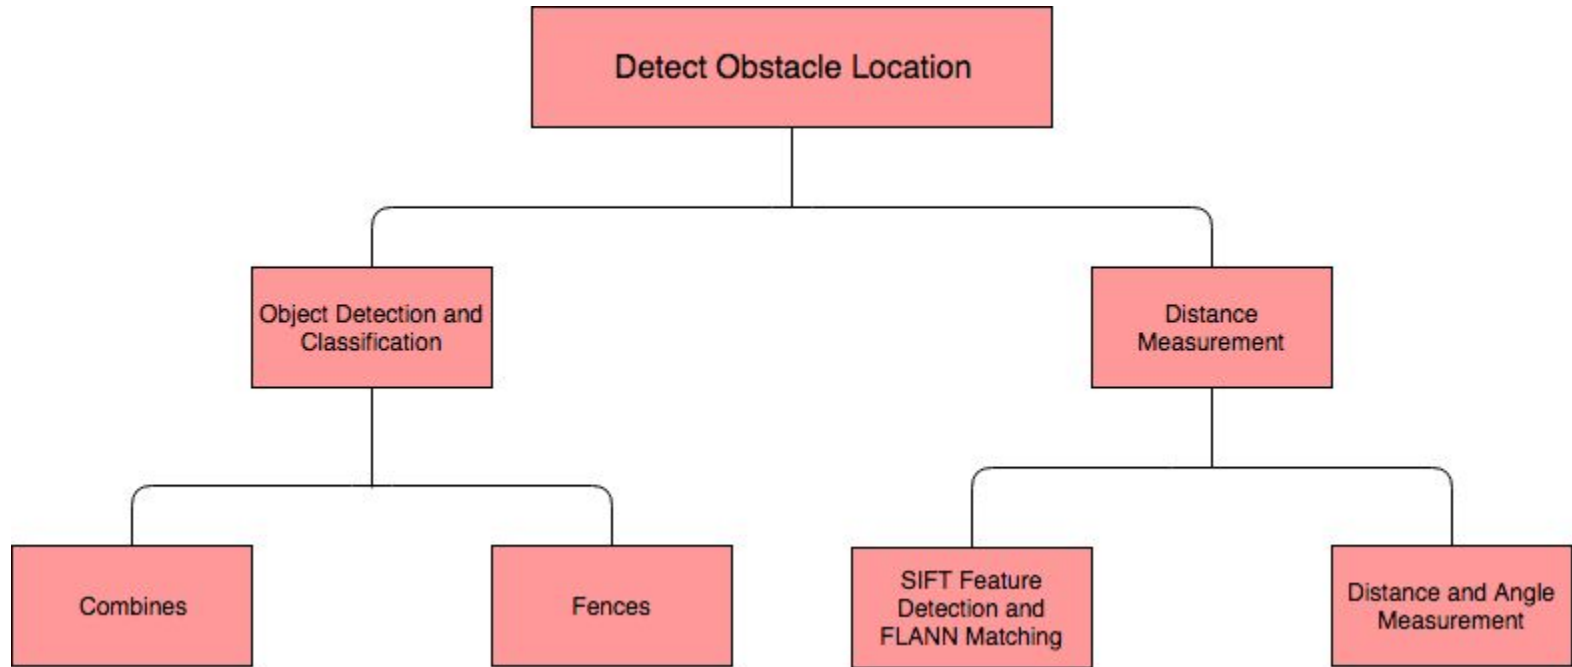 Detect Obstacle Location
Object Detection and
Classification
Distance
Measurement
Combines
Fences
SIFT Feature
Detection and
FLANN Matching
Distance and Angle
Measurement